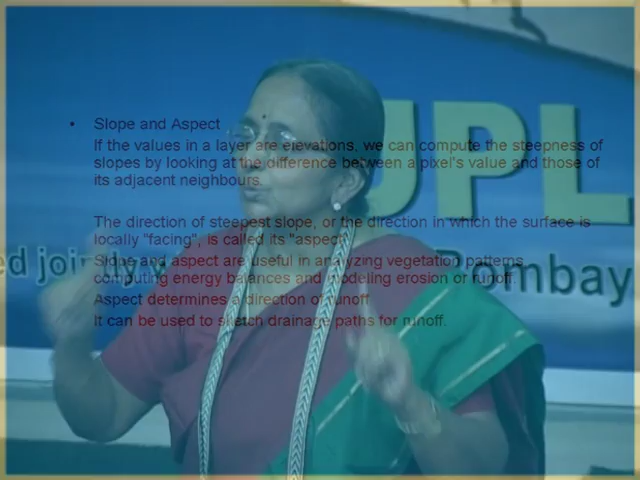 • Slope and Aspect
If the values in a layer are elevations, we can compute the steepness of
slopes by looking at the difference between a pixel's value and those of
its adjacent neighbours.
UPL
The direction of steepest slope, or the direction in which the surface is
locally "facing", is called its "aspect
Slope and aspect are useful in analyzing vegetation patterns,
computing energy balances and modeling erosion or runoff.
ed join by Bombay
Aspect determines a direction of runoff
It can be used to sketch drainage paths for runoff.